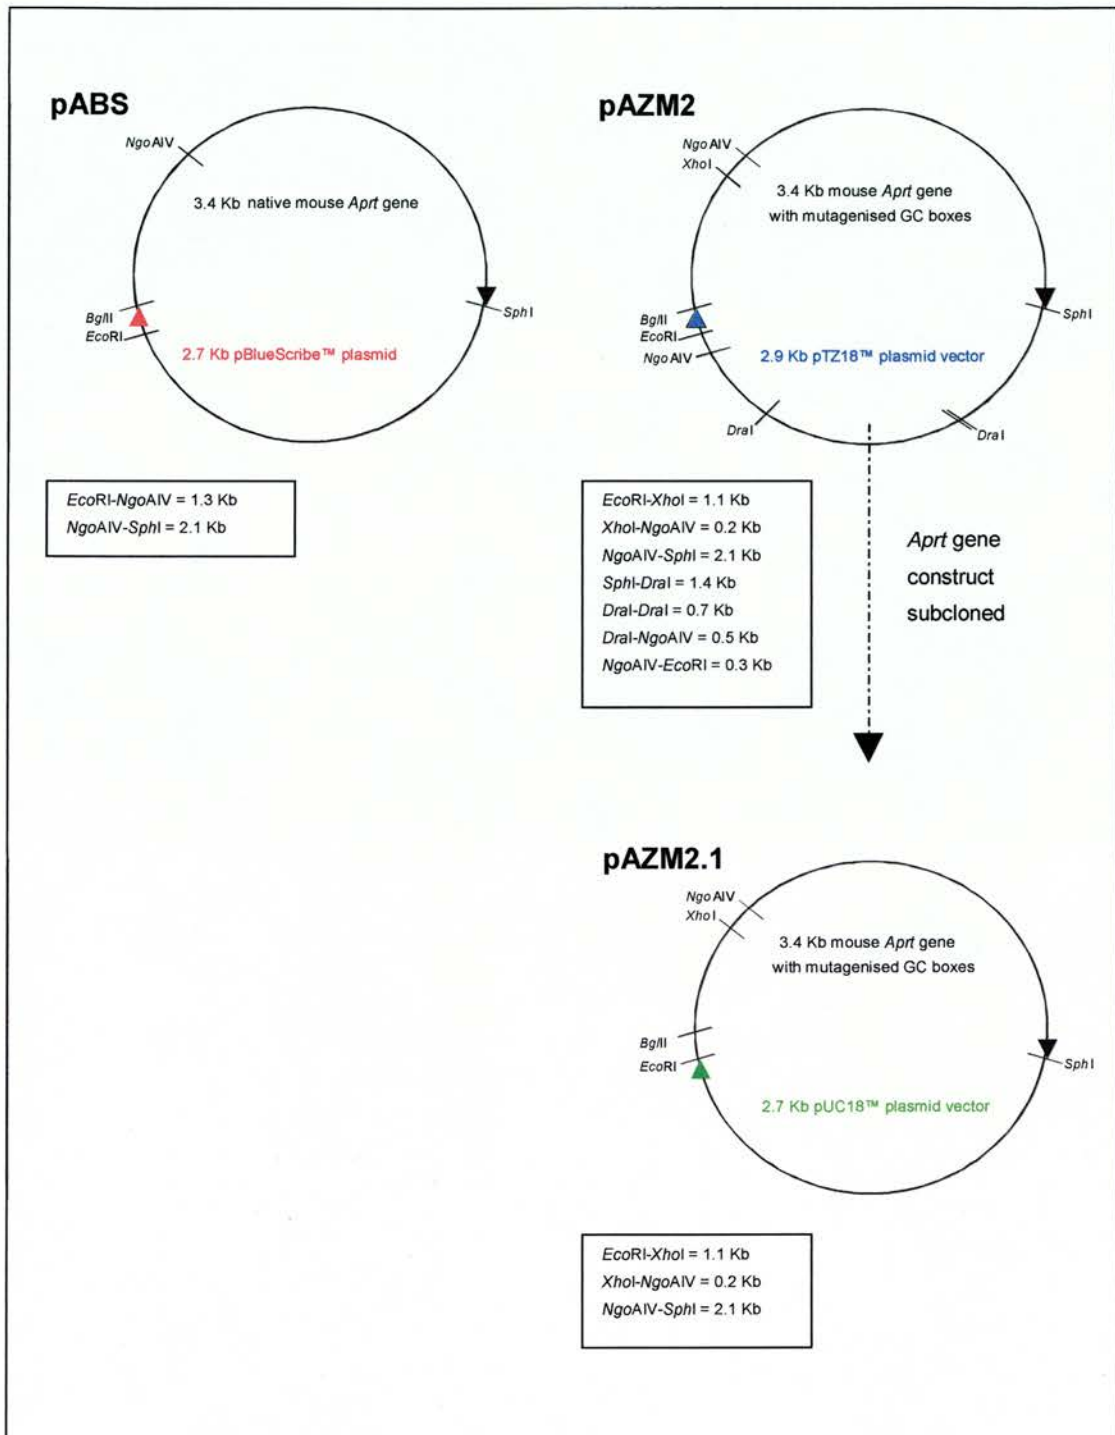 pABS
NgoAIV
3.4 Kb native mouse Aprt gene
BglII
EcoRI
SphI
2.7 Kb pBlueScribe™ plasmid
EcoRI-NgoAIV = 1.3 Kb
NgoAIV-SphI = 2.1 Kb
pAZM2
NgoAIV
XhoI
3.4 Kb mouse Aprt gene
with mutagenised GC boxes
BglII
EcoRI
NgoAIV
SphI
2.9 Kb pTZ18™ plasmid vector
DraI
DraI
EcoRI-XhoI = 1.1 Kb
XhoI-NgoAIV = 0.2 Kb
NgoAIV-SphI = 2.1 Kb
SphI-DraI = 1.4 Kb
DraI-DraI = 0.7 Kb
DraI-NgoAIV = 0.5 Kb
NgoAIV-EcoRI = 0.3 Kb
Aprt gene
construct
subcloned
pAZM2.1
NgoAIV
XhoI
3.4 Kb mouse Aprt gene
with mutagenised GC boxes
BglII
EcoRI
SphI
2.7 Kb pUC18™ plasmid vector
EcoRI-XhoI = 1.1 Kb
XhoI-NgoAIV = 0.2 Kb
NgoAIV-SphI = 2.1 Kb